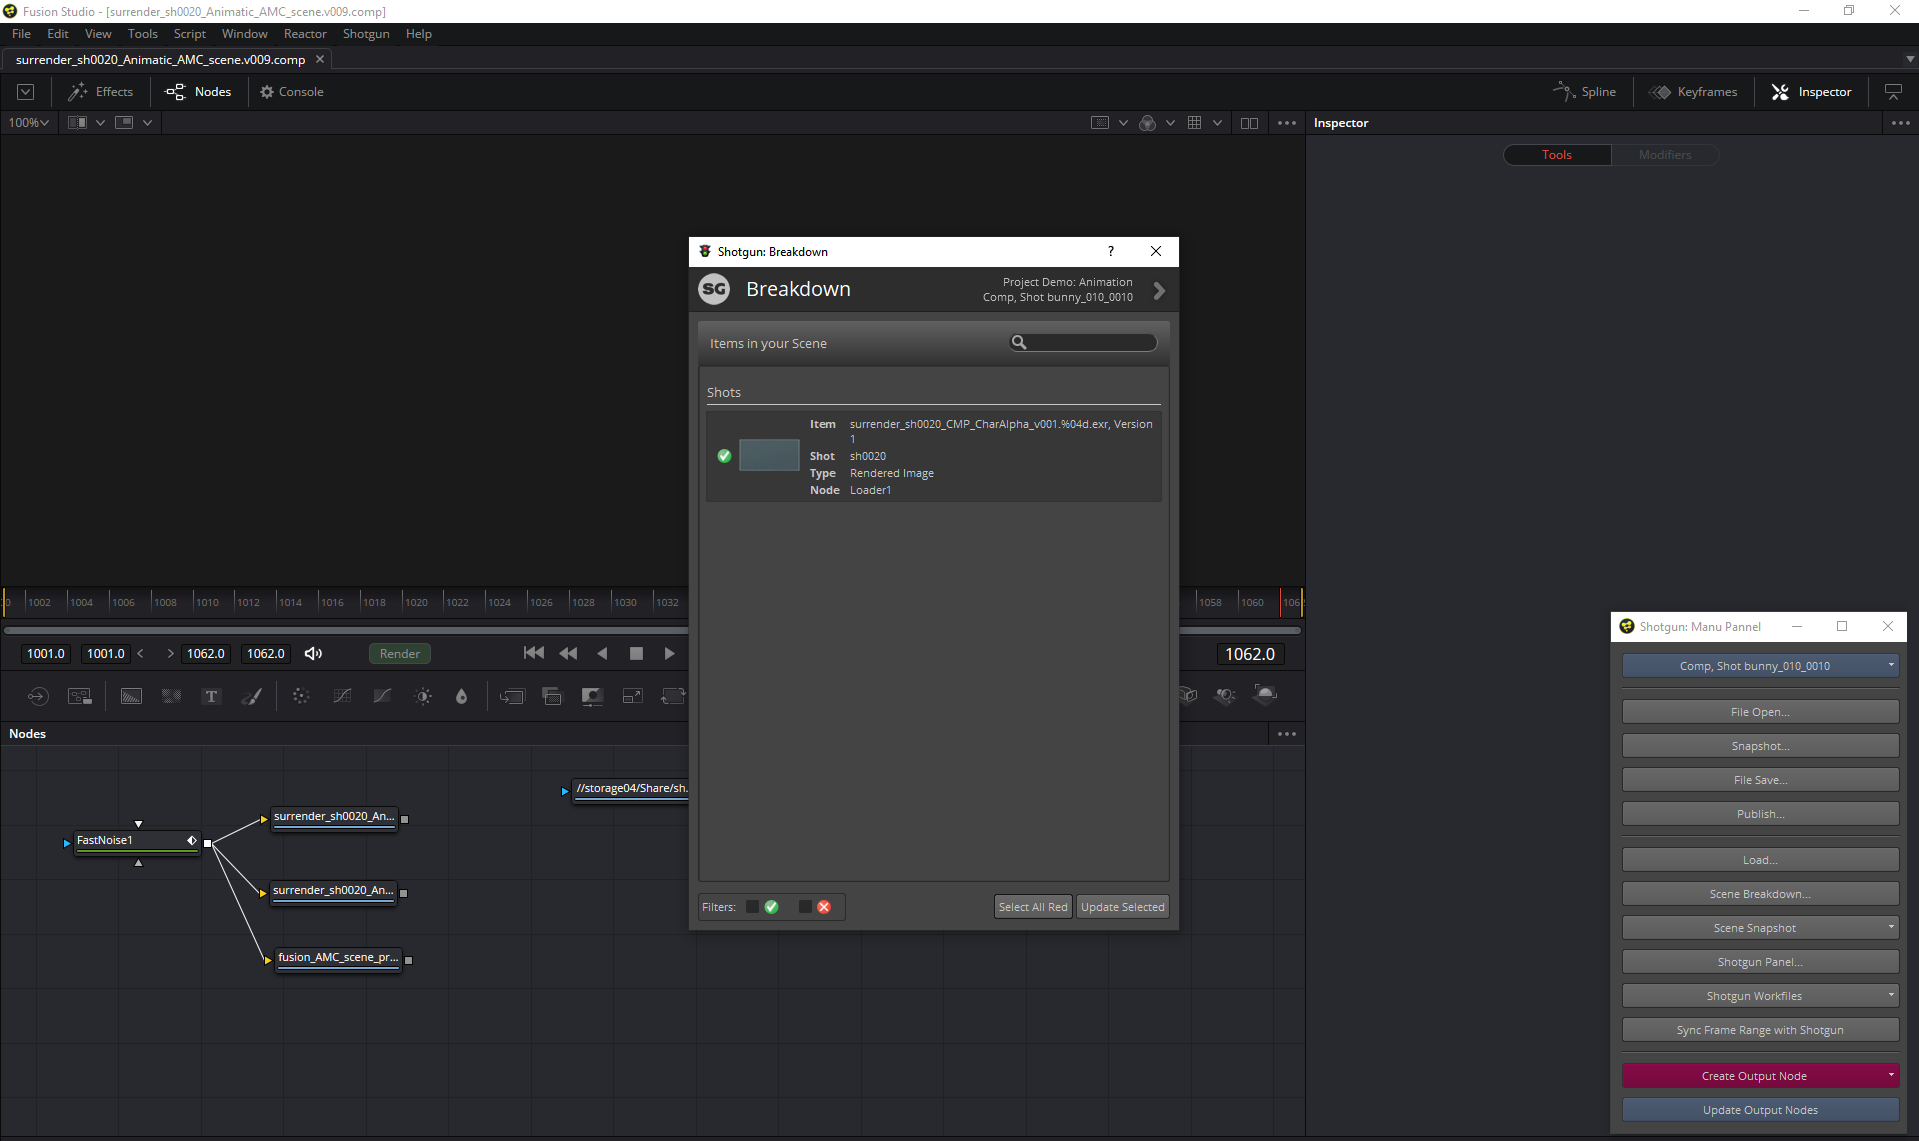 Fusion Studio - [surrender_sh0020_Animatic_AMC_scene.v009.comp]
File Edit View Tools Script Window Reactor Shotgun Help
surrender_sh0020_Animatic_AMC_scene.v009.comp
Effects Nodes Console Spline Keyframes Inspector
100%
Inspector
Tools Modifiers
Shotgun: Breakdown ?
SG Breakdown
Project Demo: Animation
Comp, Shot bunny_010_0010
Items in your Scene
Shots
Item surrender_sh0020_CMP_CharAlpha_v001.%04d.exr, Version
1
Shot sh0020
Type Rendered Image
Node Loader1
Filters: Select All Red Update Selected
1002 1004 1006 1008 1010 1012 1014 1016 1018 1020 1022 1024 1026 1028 1030 1032 1058 1060
1001.0 1001.0 < > 1062.0 1062.0 Render 1062.0
T
Nodes
//storage04/Share/sh...
surrender_sh0020_An...
FastNoise1
surrender_sh0020_An...
fusion_AMC_scene_pr...
Shotgun: Manu Pannel
Comp, Shot bunny_010_0010
File Open...
Snapshot...
File Save...
Publish...
Load...
Scene Breakdown...
Scene Snapshot
Shotgun Panel...
Shotgun Workfiles
Sync Frame Range with Shotgun
Create Output Node
Update Output Nodes